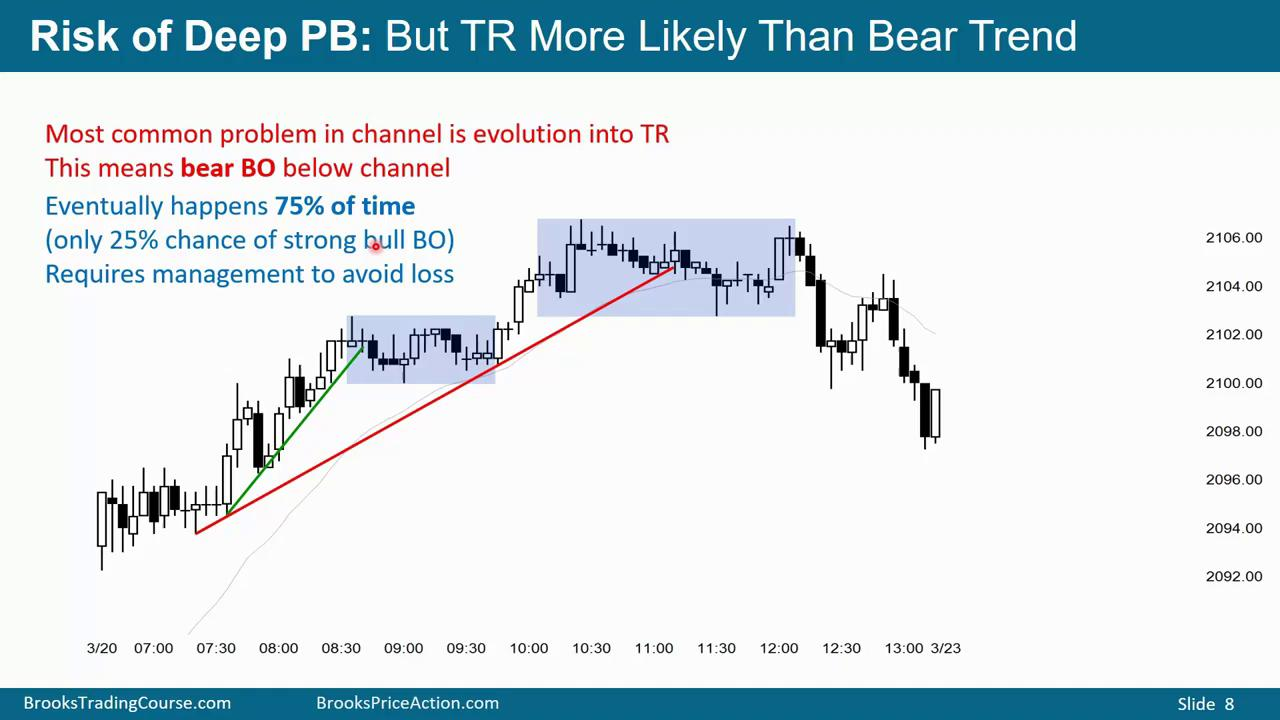 Risk of Deep PB: But TR More Likely Than Bear Trend
Most common problem in channel is evolution into TR
This means bear BO below channel
Eventually happens 75% of time
(only 25% chance of strong bull BO)
Requires management to avoid loss
2106.00
2104.00
2102.00
2100.00
2098.00
2096.00
2094.00
2092.00
3/20 07:00 07:30 08:00 08:30 09:00 09:30 10:00 10:30 11:00 11:30 12:00 12:30 13:00 3/23
BrooksTradingCourse.com BrooksPriceAction.com Slide 8